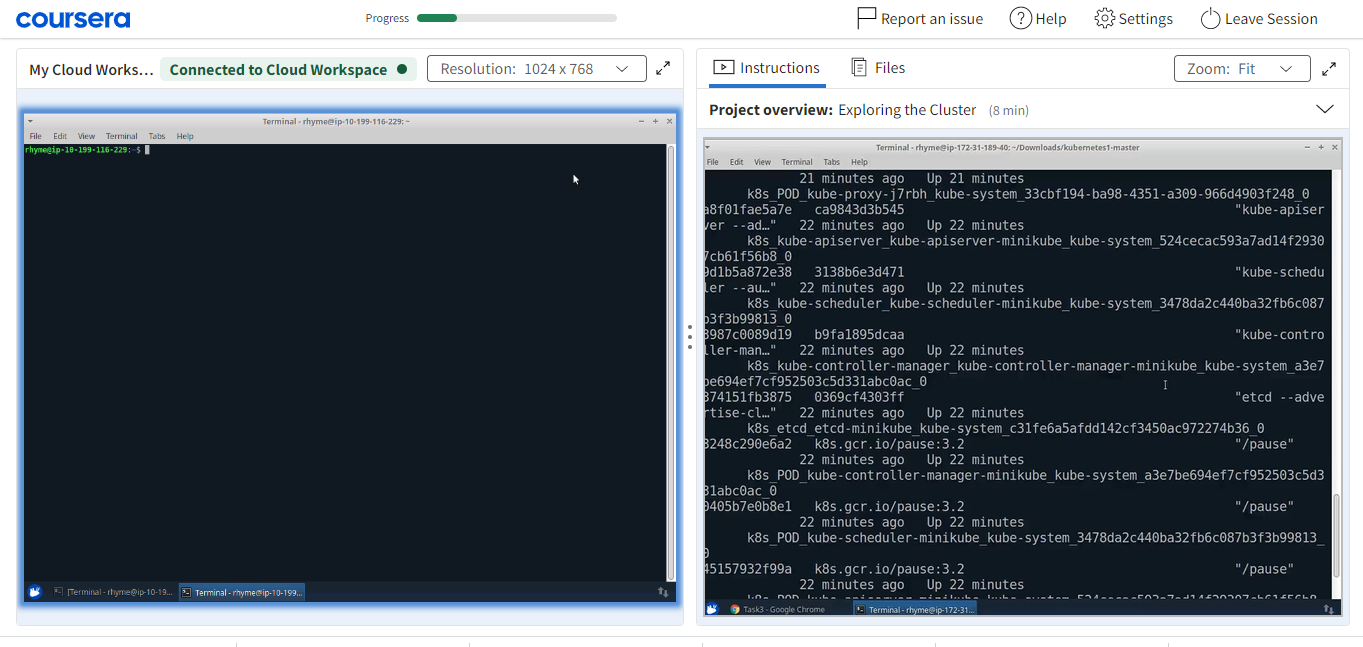 coursera
Progress
Report an issue
Help
Settings
Leave Session
My Cloud Works...
Connected to Cloud Workspace
Resolution: 1024 x 768
Instructions
Files
Zoom: Fit
Project overview: Exploring the Cluster (8 min)
Terminal - rhyme@ip-10-199-116-229: ~
File Edit View Terminal Tabs Help
rhyme@ip-10-199-116-229:~$
[Terminal - rhyme@ip-10-19...
Terminal - rhyme@ip-10-199...
Terminal - rhyme@ip-172-31-189-40: ~/Downloads/kubernetes1-master
File Edit View Terminal Tabs Help
21 minutes ago Up 21 minutes
k8s_POD_kube-proxy-j7rbh_kube-system_33cbf194-ba98-4351-a309-966d4903f248_0
a8f01fae5a7e ca9843d3b545 "kube-apiser
ver --ad…" 22 minutes ago Up 22 minutes
k8s_kube-apiserver_kube-apiserver-minikube_kube-system_524cecac593a7ad14f2930
7cb61f56b8_0
9d1b5a872e38 3138b6e3d471 "kube-schedu
ler --au…" 22 minutes ago Up 22 minutes
k8s_kube-scheduler_kube-scheduler-minikube_kube-system_3478da2c440ba32fb6c087
b3f3b99813_0
3987c0089d19 b9fa1895dcaa "kube-contro
ller-man…" 22 minutes ago Up 22 minutes
k8s_kube-controller-manager_kube-controller-manager-minikube_kube-system_a3e7
be694ef7cf952503c5d331abc0ac_0
374151fb3875 0369cf4303ff "etcd --adve
rtise-cl…" 22 minutes ago Up 22 minutes
k8s_etcd_etcd-minikube_kube-system_c31fe6a5afdd142cf3450ac972274b36_0
3248c290e6a2 k8s.gcr.io/pause:3.2 "/pause"
22 minutes ago Up 22 minutes
k8s_POD_kube-controller-manager-minikube_kube-system_a3e7be694ef7cf952503c5d3
31abc0ac_0
0405b7e0b8e1 k8s.gcr.io/pause:3.2 "/pause"
22 minutes ago Up 22 minutes
k8s_POD_kube-scheduler-minikube_kube-system_3478da2c440ba32fb6c087b3f3b99813_
0
45157932f99a k8s.gcr.io/pause:3.2 "/pause"
22 minutes ago Up 22 minutes
Task3 - Google Chrome
Terminal - rhyme@ip-172-31...